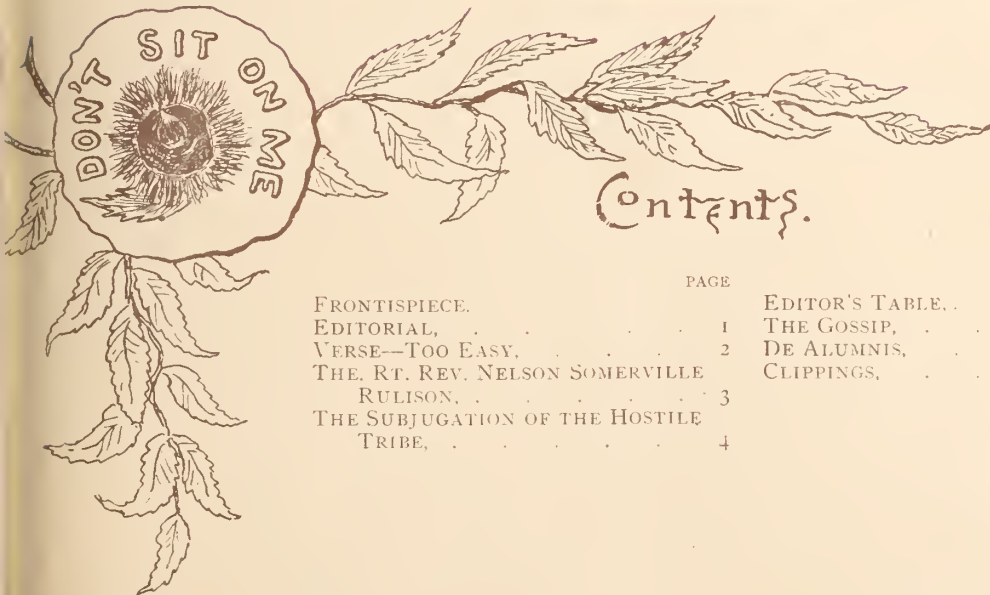 DON'T SIT ON ME
Contents.
PAGE
FRONTISPIECE.
EDITORIAL, . . . . 1
VERSE—TOO EASY, . . . . 2
THE. RT. REV. NELSON SOMERVILLE
RULISON, . . . . . . 3
THE SUBJUGATION OF THE HOSTILE
TRIBE, . . . . . 4
EDITOR'S TABLE, .
THE GOSSIP, . .
DE ALUMNIS, .
CLIPPINGS, . .